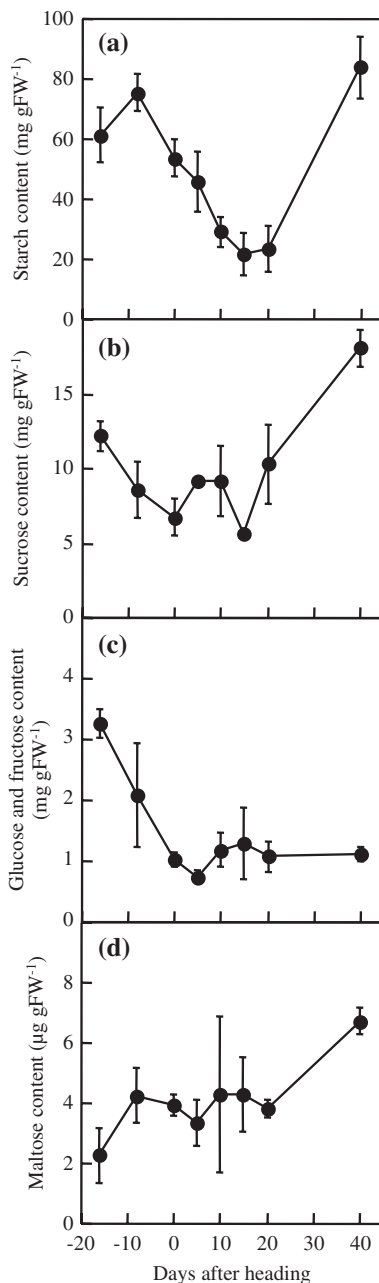 (a)
100
80
60
40
20
0
Starch content (mg gFW-1)
(b)
15
10
5
0
Sucrose content (mg gFW-1)
(c)
4
3
2
1
0
Glucose and fructose content
(mg gFW-1)
(d)
8
6
4
2
0
Maltose content (μg gFW-1)
-20 -10 0 10 20 30 40
Days after heading